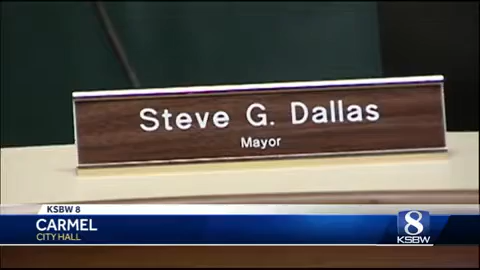 Steve G. Dallas
Mayor
KSBW 8
CARMEL
CITY HALL
8
KSBW